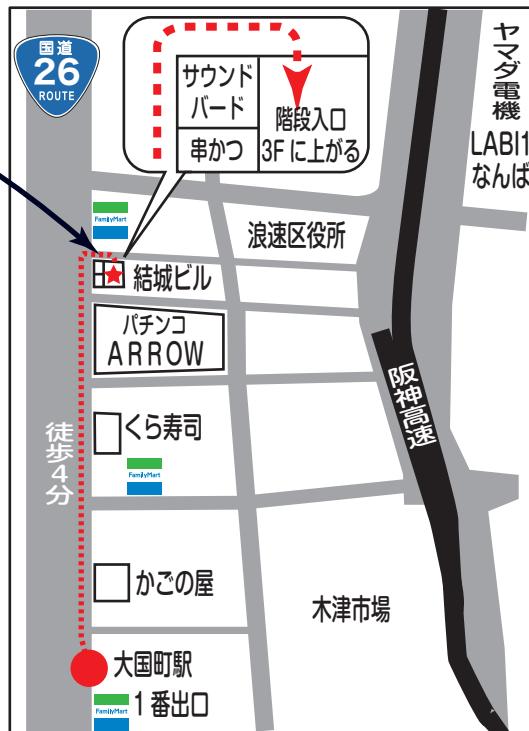 国道
26
ROUTE
サウンド
バード
串かつ
階段入口
3Fに上がる
ヤマダ電機
LABI1
なんば
FamilyMart
浪速区役所
結城ビル
パチンコ
ARROW
阪神高速
くら寿司
FamilyMart
徒歩4分
かごの屋
木津市場
大国町駅
1番出口
FamilyMart